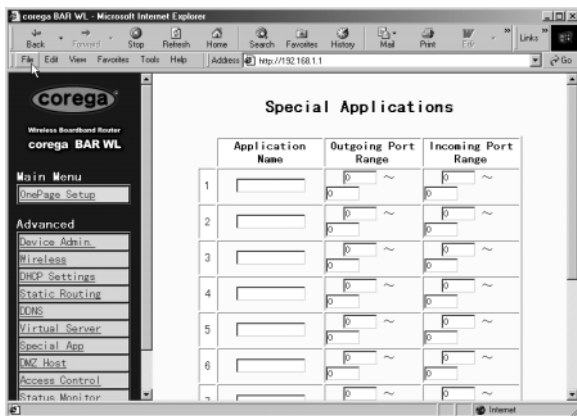 corega BAR WL - Microsoft Internet Explorer
Back Forward Stop Refresh Home Search Favorites History Mail Print Edit » Links »
File Edit View Favorites Tools Help Address http://192.168.1.1 Go
corega
Wireless Boardband Router
corega BAR WL
Main Menu
OnePage Setup
Advanced
Device Admin.
Wireless
DHCP Settings
Static Routing
DDNS
Virtual Server
Special App
DMZ Host
Access Control
Status Monitor
Special Applications
Application Name Outgoing Port Range Incoming Port Range
1 0 ~ 0 0 ~ 0
2 0 ~ 0 0 ~ 0
3 0 ~ 0 0 ~ 0
4 0 ~ 0 0 ~ 0
5 0 ~ 0 0 ~ 0
6 0 ~ 0 0 ~ 0
0 ~ 0 ~
Internet